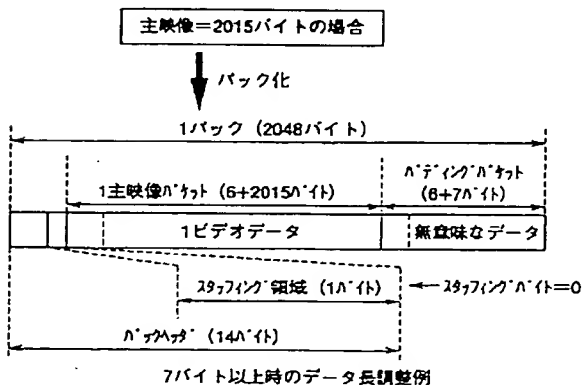 主映像=2015バイトの場合
パック化
1パック (2048バイト)
1主映像パケット (6+2015バイト)
パディングパケット
(6+7バイト)
1ビデオデータ
無意味なデータ
スタッフィング領域 (1バイト)
スタッフィングバイト=0
パックヘッダ (14バイト)
7バイト以上時のデータ長調整例